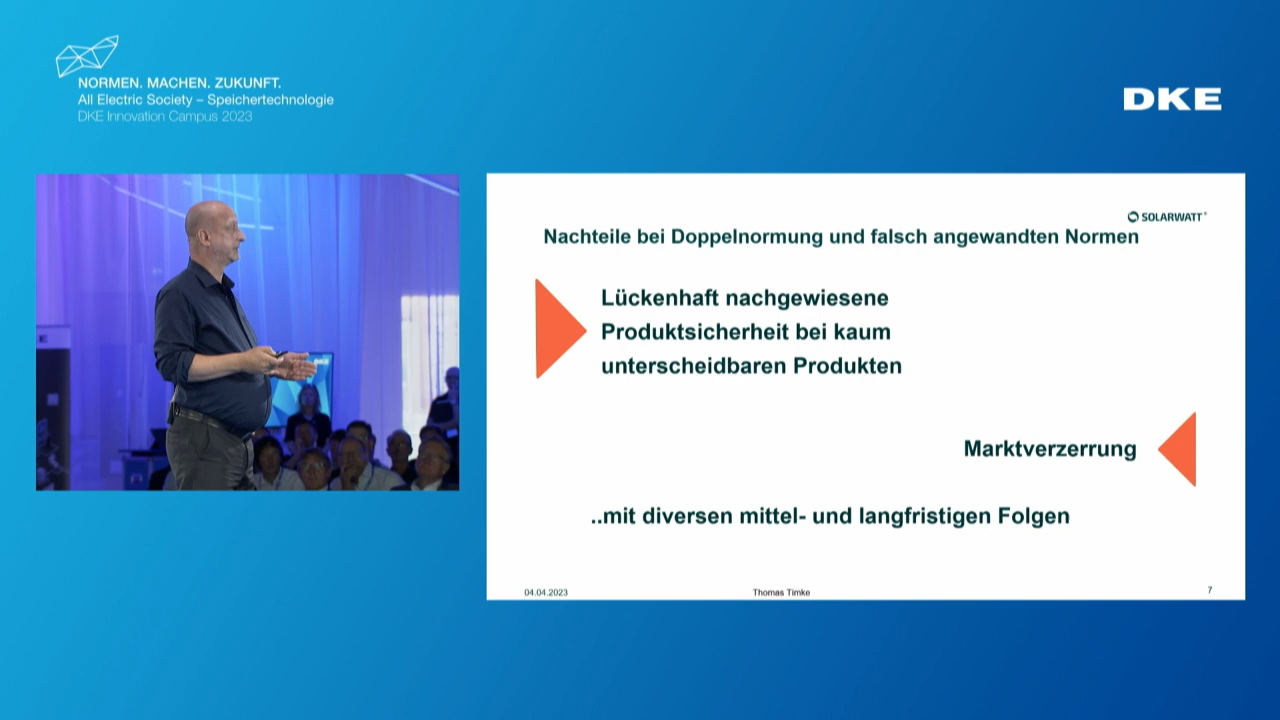 NORMEN. MACHEN. ZUKUNFT.
All Electric Society – Speichertechnologie
DKE Innovation Campus 2023
DKE
DKE
SOLARWATT®
Nachteile bei Doppelnormung und falsch angewandten Normen
Lückenhaft nachgewiesene
Produktsicherheit bei kaum
unterscheidbaren Produkten
Marktverzerrung
..mit diversen mittel- und langfristigen Folgen
04.04.2023
Thomas Timke
7